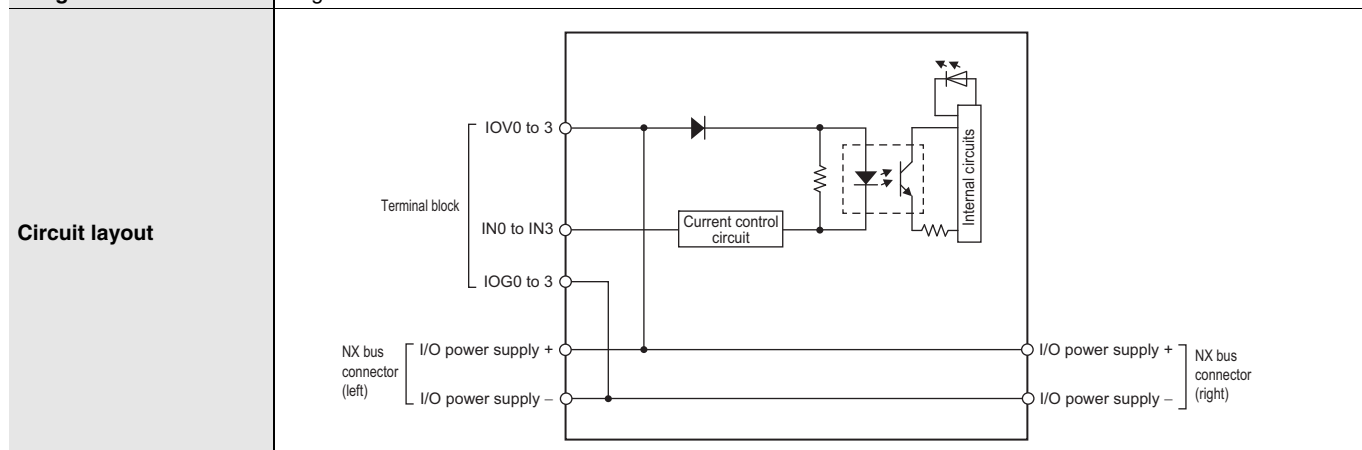 Circuit layout
Terminal block
IOV0 to 3
IN0 to IN3
IOG0 to 3
Current control
circuit
Internal circuits
NX bus
connector
(left)
I/O power supply +
I/O power supply –
I/O power supply +
I/O power supply –
NX bus
connector
(right)